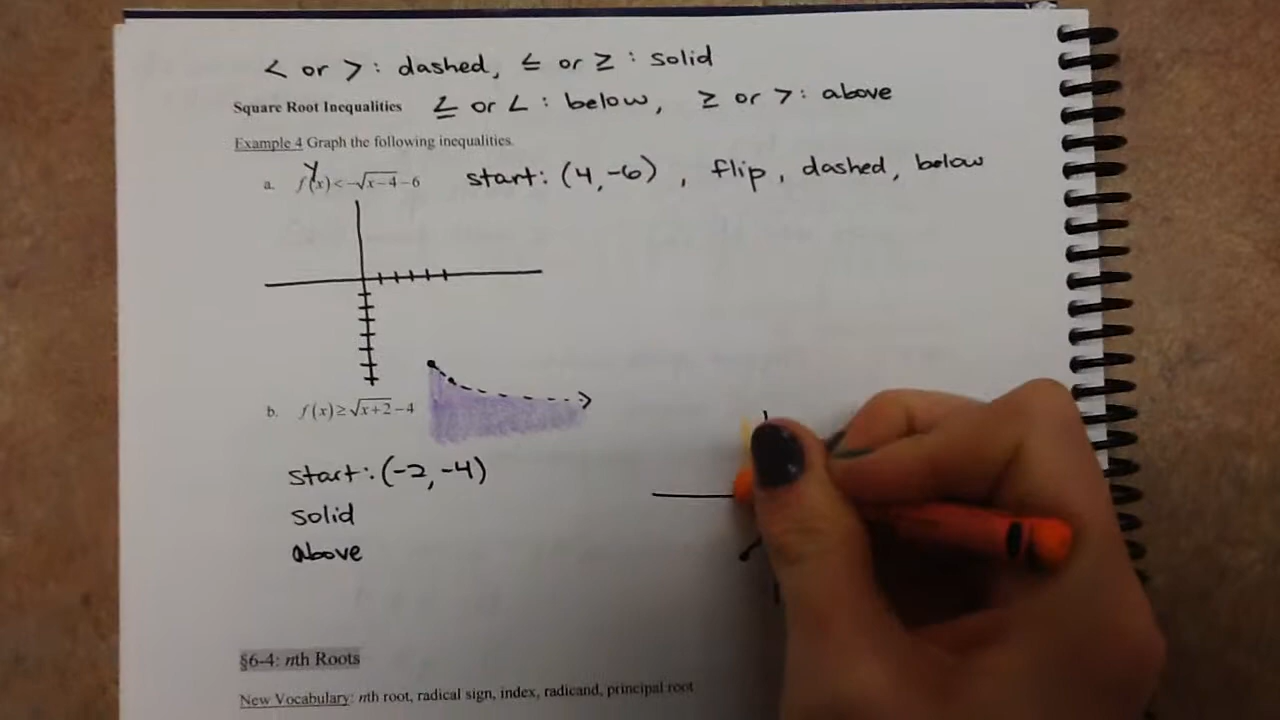 < or >: dashed, ≤ or ≥: solid
Square Root Inequalities ≤ or <: below, ≥ or >: above
Example 4 Graph the following inequalities.
a. f(x) < -√x-4 - 6 y start: (4, -6), flip, dashed, below
b. f(x) ≥ √x+2 - 4
start: (-2, -4)
solid
above
§6-4: nth Roots
New Vocabulary: nth root, radical sign, index, radicand, principal root